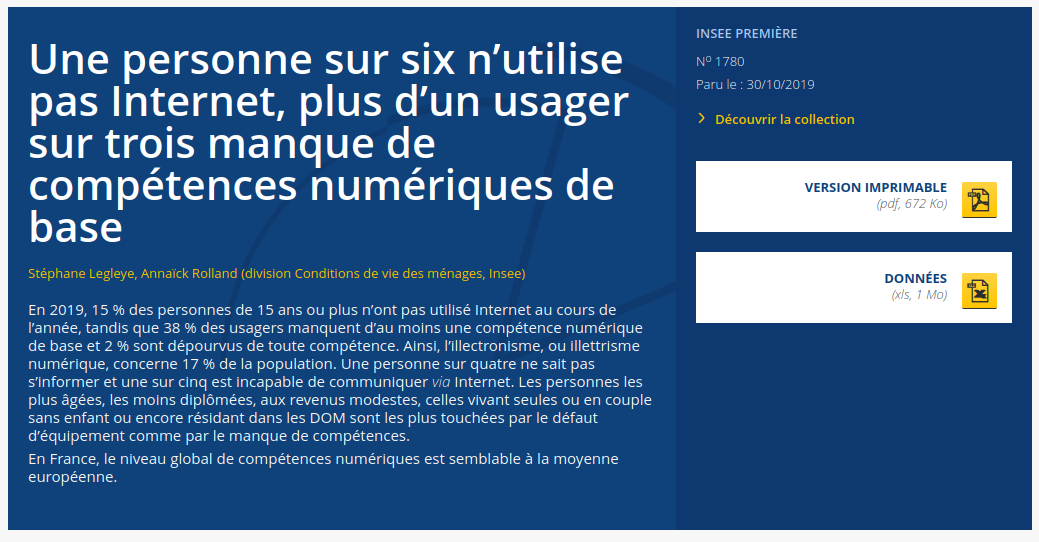 Une personne sur six n’utilise
pas Internet, plus d’un usager
sur trois manque de
compétences numériques de
base
Stéphane Legleye, Annaïck Rolland (division Conditions de vie des ménages, Insee)
En 2019, 15 % des personnes de 15 ans ou plus n’ont pas utilisé Internet au cours de
l’année, tandis que 38 % des usagers manquent d’au moins une compétence numérique
de base et 2 % sont dépourvus de toute compétence. Ainsi, l’illectronisme, ou illettrisme
numérique, concerne 17 % de la population. Une personne sur quatre ne sait pas
s’informer et une sur cinq est incapable de communiquer via Internet. Les personnes les
plus âgées, les moins diplômées, aux revenus modestes, celles vivant seules ou en couple
sans enfant ou encore résidant dans les DOM sont les plus touchées par le défaut
d’équipement comme par le manque de compétences.
En France, le niveau global de compétences numériques est semblable à la moyenne
européenne.
INSEE PREMIÈRE
Nº 1780
Paru le : 30/10/2019
Découvrir la collection
VERSION IMPRIMABLE
(pdf, 672 Ko)
DONNÉES
(xls, 1 Mo)